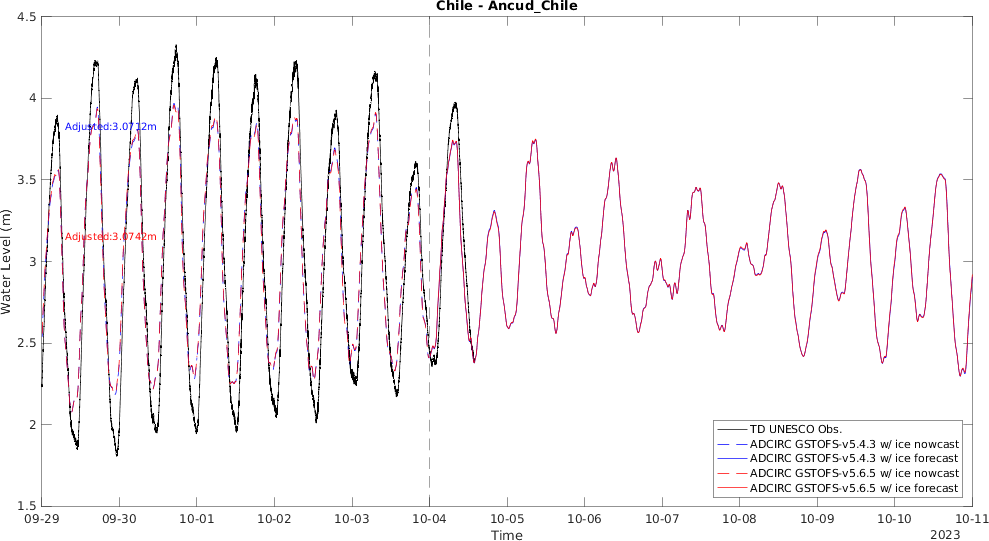 Chile - Ancud_Chile
4.5
4
3.5
3
2.5
2
1.5
Water Level (m)
Adjusted:3.0712m
Adjusted:3.0742m
TD UNESCO Obs.
ADCIRC GSTOFS-v5.4.3 w/ ice nowcast
ADCIRC GSTOFS-v5.4.3 w/ ice forecast
ADCIRC GSTOFS-v5.6.5 w/ ice nowcast
ADCIRC GSTOFS-v5.6.5 w/ ice forecast
09-29 09-30 10-01 10-02 10-03 10-04 10-05 10-06 10-07 10-08 10-09 10-10 10-11
Time
2023